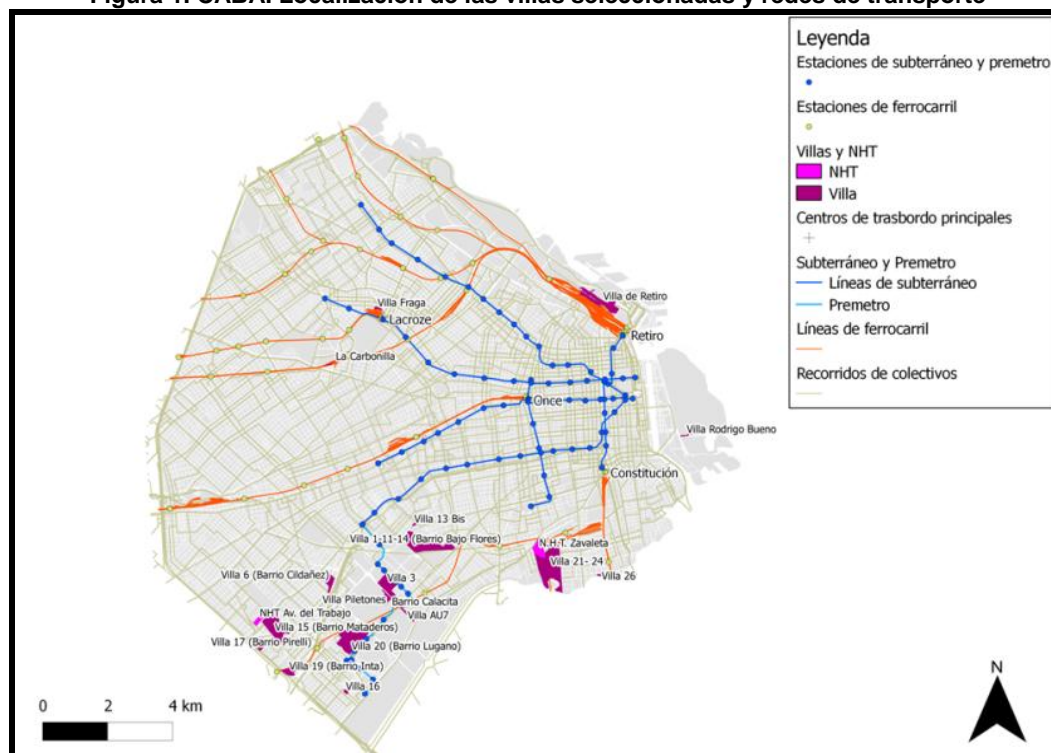 Figura 1. CABA. Localización de las villas seleccionadas y redes de transporte
Leyenda
Estaciones de subterráneo y premetro
Estaciones de ferrocarril
Villas y NHT
NHT
Villa
Centros de trasbordo principales
Subterráneo y Premetro
Líneas de subterráneo
Premetro
Líneas de ferrocarril
Recorridos de colectivos
Villa de Retiro
Villa Fraga
Lacroze
Retiro
La Carbonilla
Once
Villa Rodrigo Bueno
Constitución
Villa 13 Bis
Villa 1-11-14 (Barrio Bajo Flores)
N.H.T. Zavaleta
Villa 21- 24
Villa 6 (Barrio Cildañez)
Villa 3
Villa 26
Villa Piletones
Barrio Calacita
NHT Av. del Trabajo
Villa AU7
Villa 15 (Barrio Mataderos)
Villa 17 (Barrio Pirelli)
Villa 20 (Barrio Lugano)
Villa 19 (Barrio Inta)
Villa 16
0 2 4 km
N